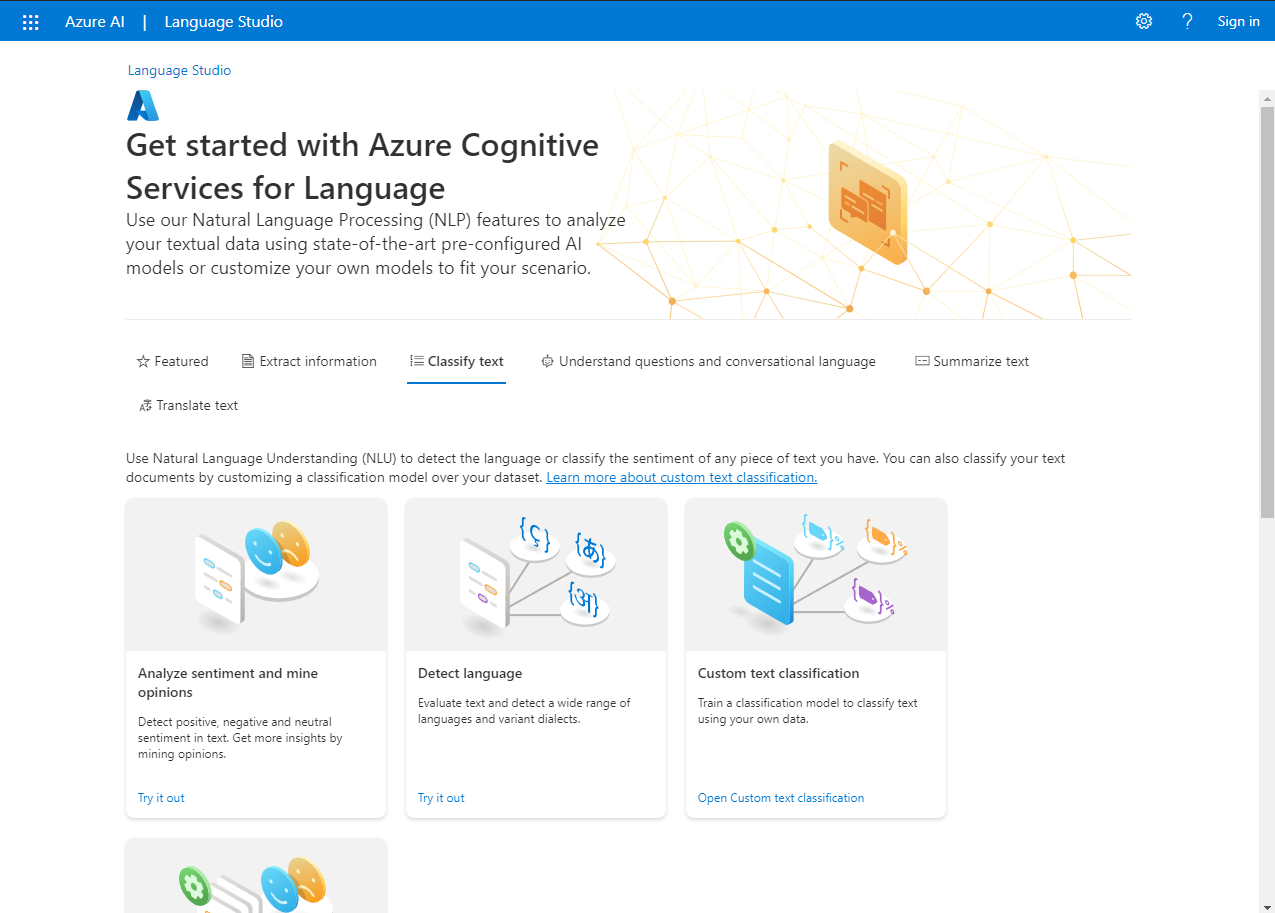 Azure AI | Language Studio
Sign in
Language Studio
Get started with Azure Cognitive
Services for Language
Use our Natural Language Processing (NLP) features to analyze
your textual data using state-of-the-art pre-configured AI
models or customize your own models to fit your scenario.
Featured
Extract information
Classify text
Understand questions and conversational language
Summarize text
Translate text
Use Natural Language Understanding (NLU) to detect the language or classify the sentiment of any piece of text you have. You can also classify your text
documents by customizing a classification model over your dataset. Learn more about custom text classification.
{ç}
{あ}
{अ}
{ }%
{ }%
{ }%
Analyze sentiment and mine
opinions
Detect positive, negative and neutral
sentiment in text. Get more insights by
mining opinions.
Try it out
Detect language
Evaluate text and detect a wide range of
languages and variant dialects.
Try it out
Custom text classification
Train a classification model to classify text
using your own data.
Open Custom text classification